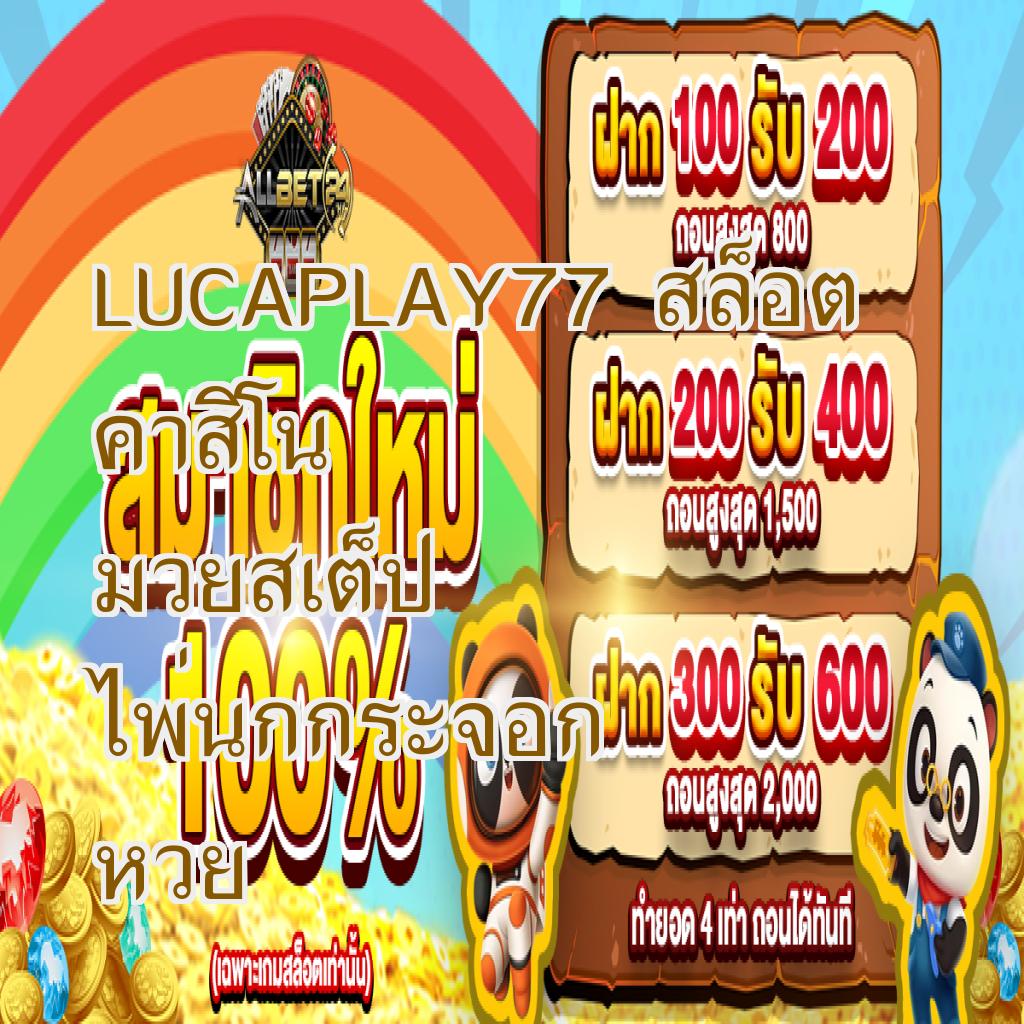 ALLBET24
LUCAPLAY77 สล็อต
คาสิโน
มวยสเต็ป
ไพ่นกกระจอก
หวย
สมาชิกใหม่
100%
(เฉพาะเกมสล็อตเท่านั้น)
ฝาก 100 รับ 200
ถอนสูงสุด 800
ฝาก 200 รับ 400
ถอนสูงสุด 1,500
ฝาก 300 รับ 600
ถอนสูงสุด 2,000
ทำยอด 4 เท่า ถอนได้ทันที